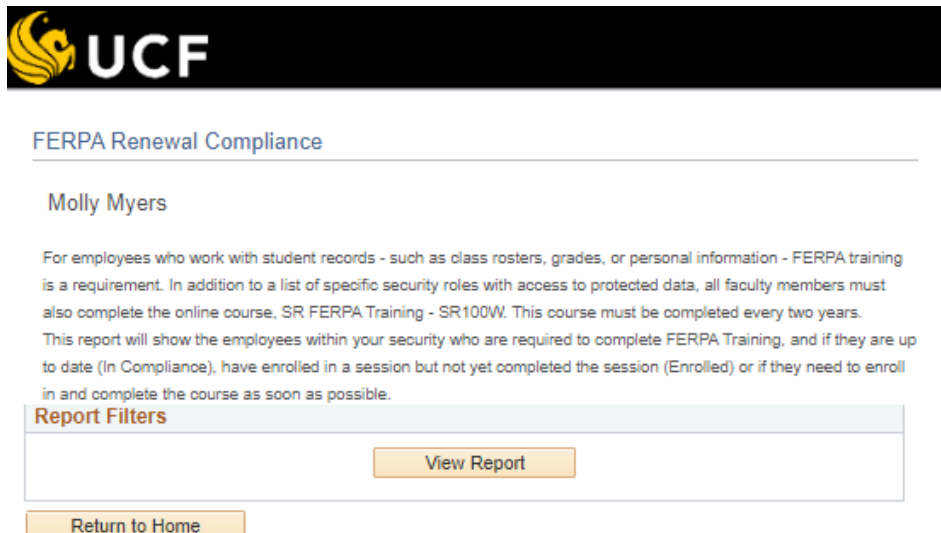 UCF
FERPA Renewal Compliance
Molly Myers
For employees who work with student records - such as class rosters, grades, or personal information - FERPA training
is a requirement. In addition to a list of specific security roles with access to protected data, all faculty members must
also complete the online course, SR FERPA Training - SR100W. This course must be completed every two years.
This report will show the employees within your security who are required to complete FERPA Training, and if they are up
to date (In Compliance), have enrolled in a session but not yet completed the session (Enrolled) or if they need to enroll
in and complete the course as soon as possible.
Report Filters
View Report
Return to Home